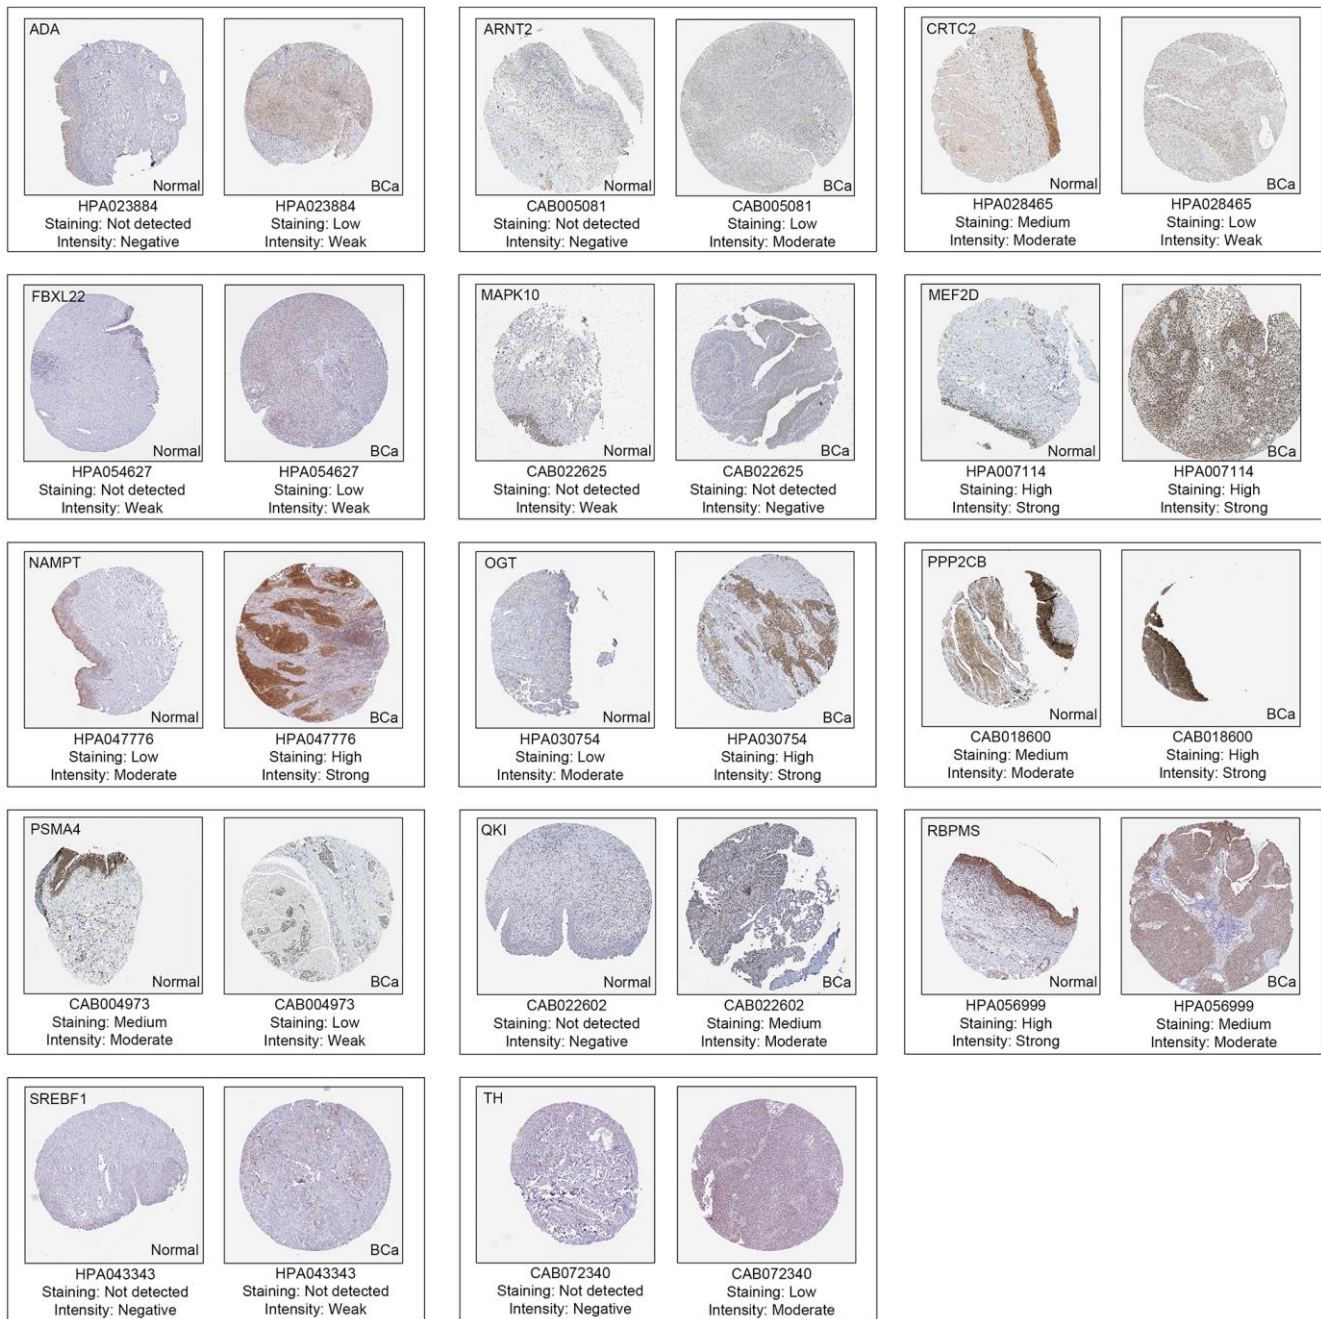 ADA
Normal
BCa
HPA023884
Staining: Not detected
Intensity: Negative
HPA023884
Staining: Low
Intensity: Weak
ARNT2
Normal
BCa
CAB005081
Staining: Not detected
Intensity: Negative
CAB005081
Staining: Low
Intensity: Moderate
CRTC2
Normal
BCa
HPA028465
Staining: Medium
Intensity: Moderate
HPA028465
Staining: Low
Intensity: Weak
FBXL22
Normal
BCa
HPA054627
Staining: Not detected
Intensity: Weak
HPA054627
Staining: Low
Intensity: Weak
MAPK10
Normal
BCa
CAB022625
Staining: Not detected
Intensity: Weak
CAB022625
Staining: Not detected
Intensity: Negative
MEF2D
Normal
BCa
HPA007114
Staining: High
Intensity: Strong
HPA007114
Staining: High
Intensity: Strong
NAMPT
Normal
BCa
HPA047776
Staining: Low
Intensity: Moderate
HPA047776
Staining: High
Intensity: Strong
OGT
Normal
BCa
HPA030754
Staining: Low
Intensity: Moderate
HPA030754
Staining: High
Intensity: Strong
PPP2CB
Normal
BCa
CAB018600
Staining: Medium
Intensity: Moderate
CAB018600
Staining: High
Intensity: Strong
PSMA4
Normal
BCa
CAB004973
Staining: Medium
Intensity: Moderate
CAB004973
Staining: Low
Intensity: Weak
QKI
Normal
BCa
CAB022602
Staining: Not detected
Intensity: Negative
CAB022602
Staining: Medium
Intensity: Moderate
RBPMS
Normal
BCa
HPA056999
Staining: High
Intensity: Strong
HPA056999
Staining: Medium
Intensity: Moderate
SREBF1
Normal
BCa
HPA043343
Staining: Not detected
Intensity: Negative
HPA043343
Staining: Not detected
Intensity: Weak
TH
Normal
BCa
CAB072340
Staining: Not detected
Intensity: Negative
CAB072340
Staining: Low
Intensity: Moderate